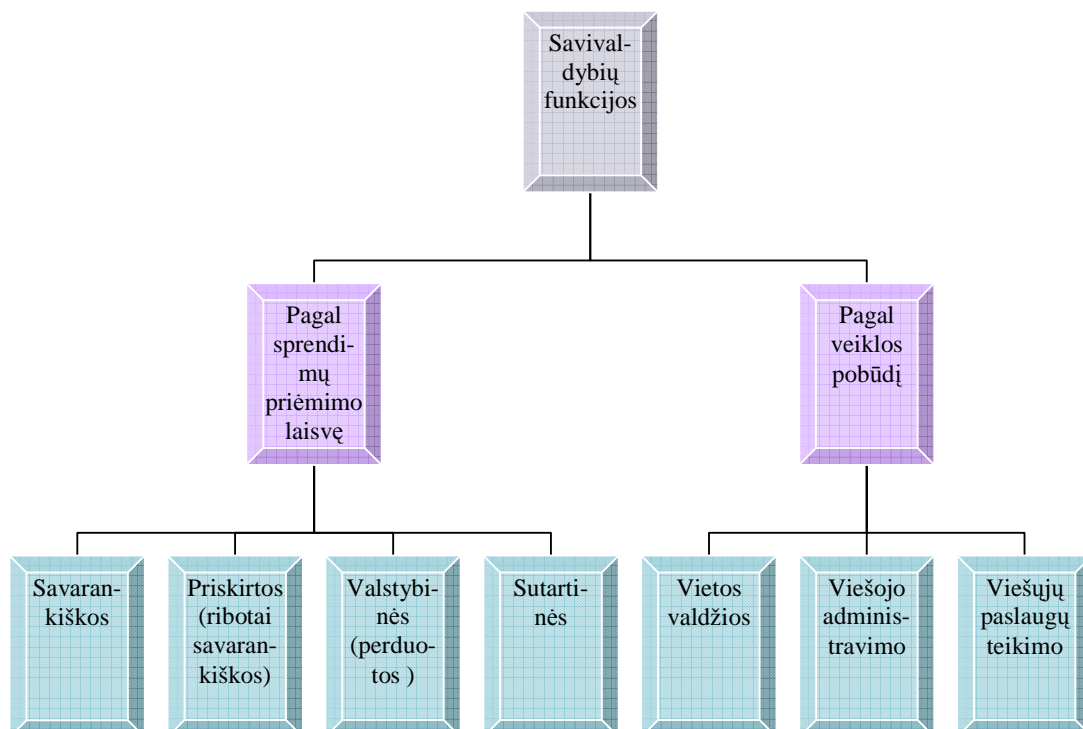 Savival-
dybių
funkcijos
Pagal
sprendi-
mų
priėmimo
laisvę
Pagal
veiklos
pobūdį
Savaran-
kiškos
Priskirtos
(ribotai
savaran-
kiškos)
Valstybi-
nės
(perduo-
tos )
Sutarti-
nės
Vietos
valdžios
Viešojo
adminis-
travimo
Viešųjų
paslaugų
teikimo